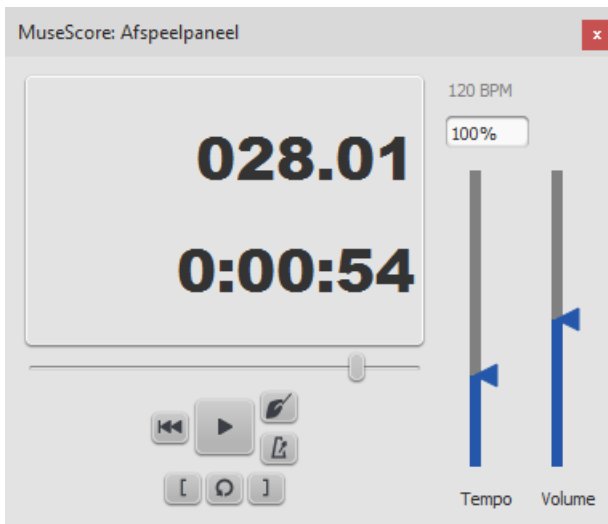 MuseScore: Afspeelpaneel
x
120 BPM
100%
028.01
0:00:54
[ ]
Tempo Volume